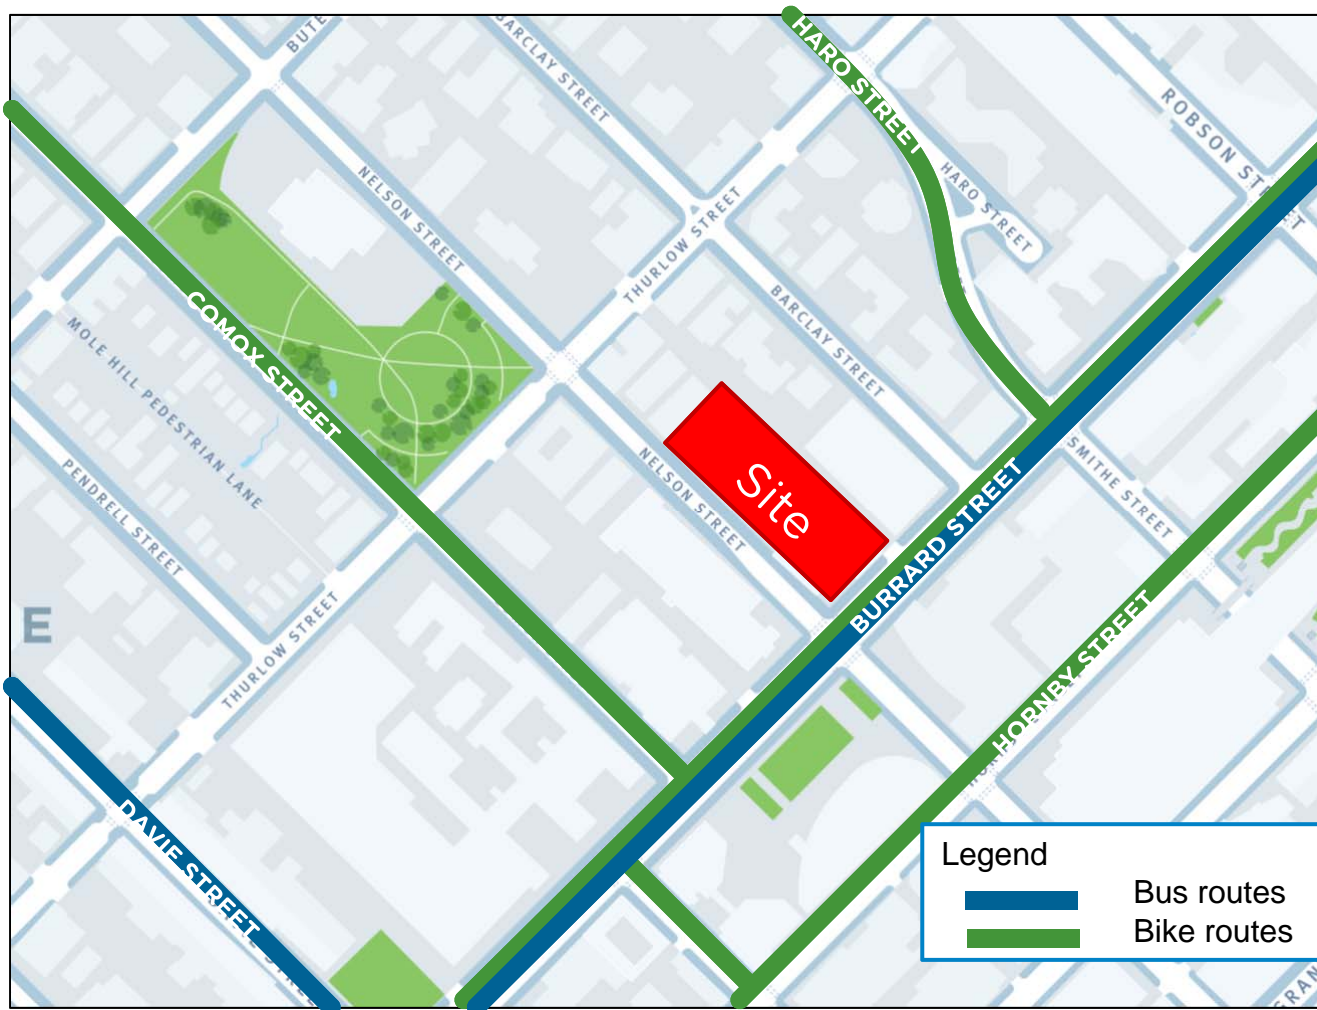 BUTE
BARCLAY STREET
HARO STREET
ROBSON STREET
HARO STREET
NELSON STREET
THURLOW STREET
BARCLAY STREET
COMOX STREET
MOLE HILL PEDESTRIAN LANE
PENDRELL STREET
NELSON STREET
Site
SMITHE STREET
BURRARD STREET
E
THURLOW STREET
HORNBY STREET
DAVIE STREET
Legend
Bus routes
Bike routes
GRAN